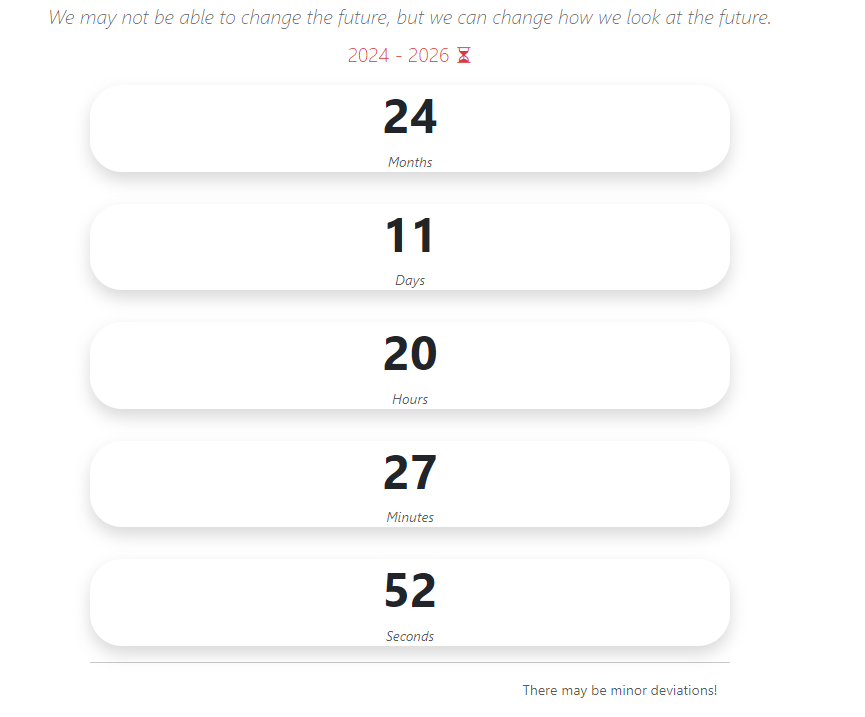 We may not be able to change the future, but we can change how we look at the future.
2024 - 2026 ⏳
24
Months
11
Days
20
Hours
27
Minutes
52
Seconds
There may be minor deviations!